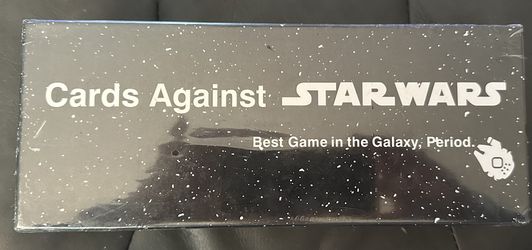 Cards Against STAR WARS
Best Game in the Galaxy, Period.